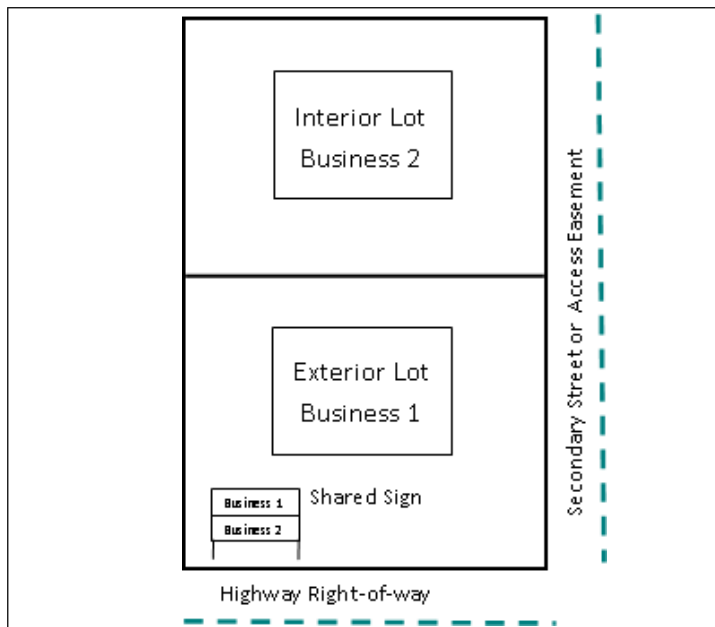 Interior Lot
Business 2
Secondary Street or Access Easement
Exterior Lot
Business 1
Business 1
Shared Sign
Business 2
Highway Right-of-way